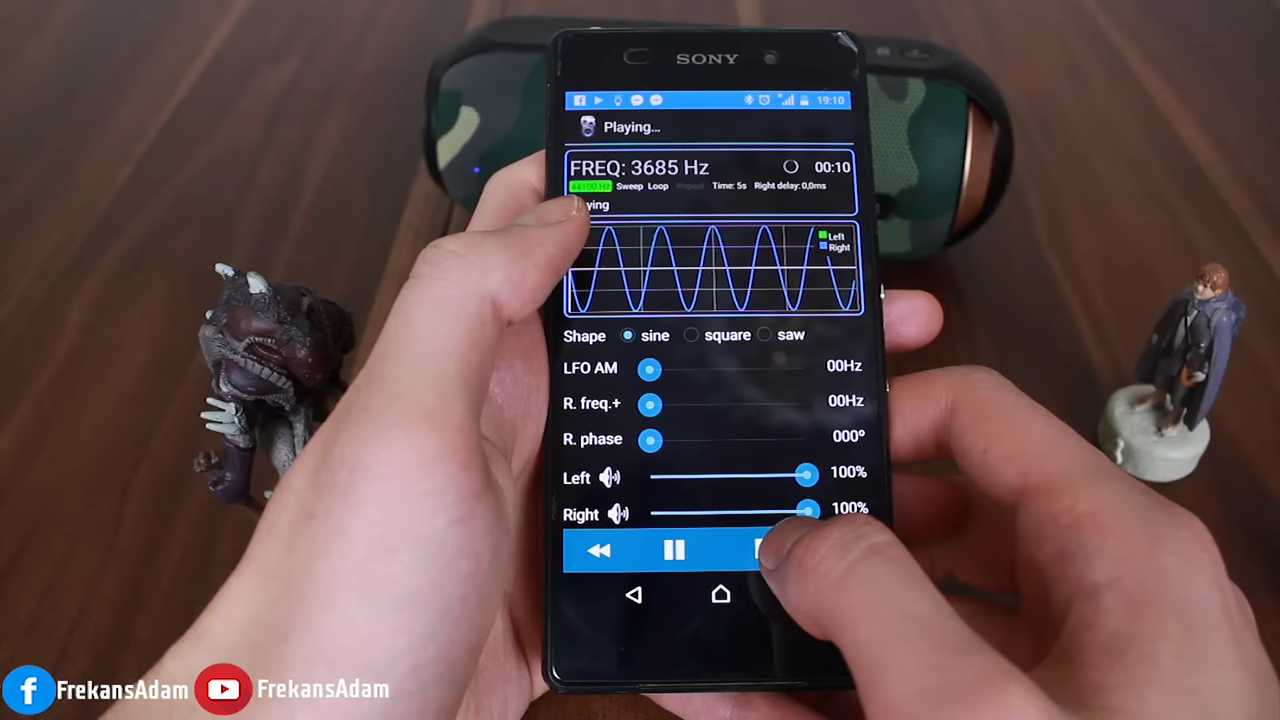 SONY
19:10
Playing...
FREQ: 3685 Hz 00:10
44100 Hz Sweep Loop Repeat Time: 5s Right delay: 0,0ms
ying
Left
Right
Shape sine square saw
LFO AM 00Hz
R. freq.+ 00Hz
R. phase 000°
Left 100%
Right 100%
FrekansAdam FrekansAdam